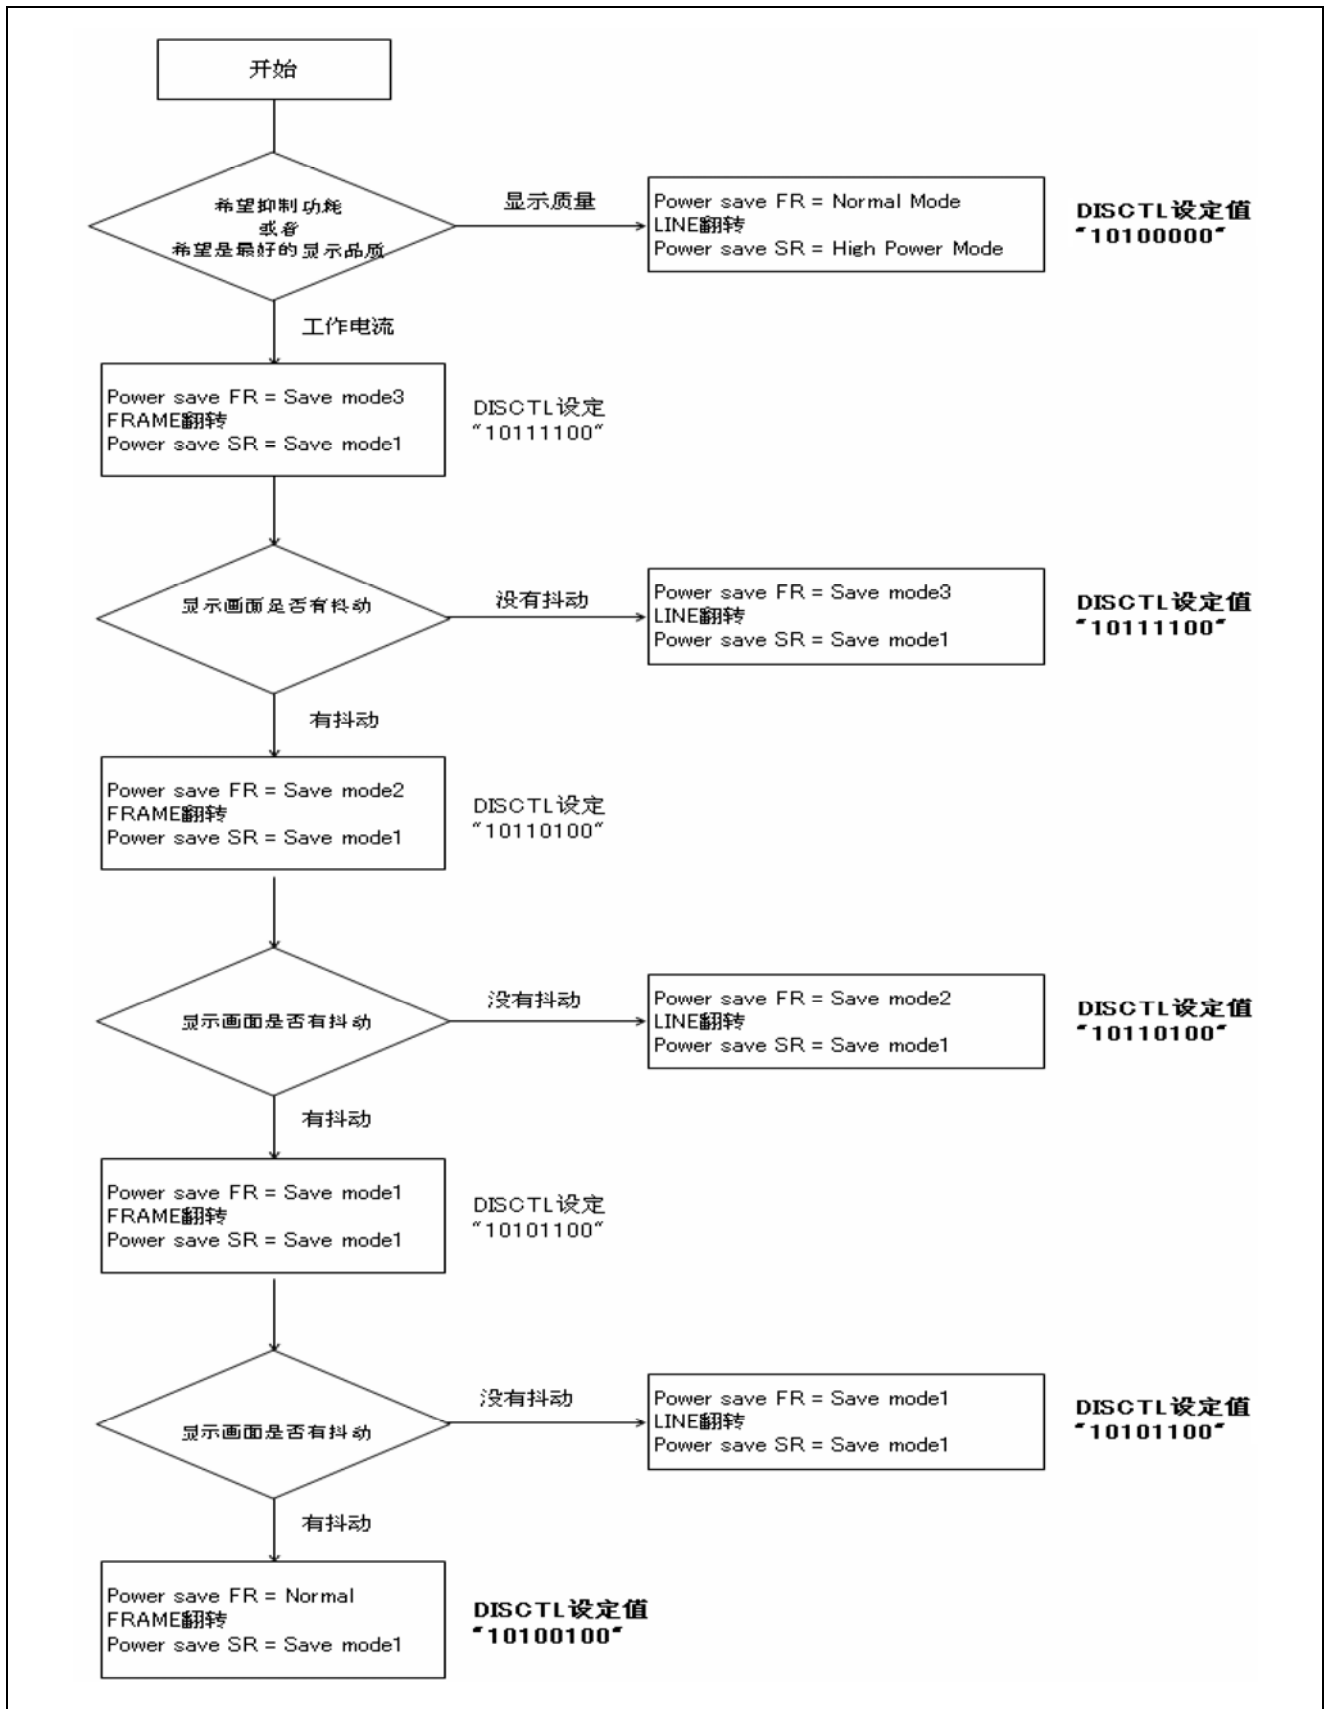 开始
希望抑制功能
或者
希望是最好的显示品质
显示质量
Power save FR = Normal Mode
LINE翻转
Power save SR = High Power Mode
DISCTL设定值
"10100000"
工作电流
Power save FR = Save mode3
FRAME翻转
Power save SR = Save mode1
DISCTL设定
"10111100"
显示画面是否有抖动
没有抖动
Power save FR = Save mode3
LINE翻转
Power save SR = Save mode1
DISCTL设定值
"10111100"
有抖动
Power save FR = Save mode2
FRAME翻转
Power save SR = Save mode1
DISCTL设定
"10110100"
显示画面是否有抖动
没有抖动
Power save FR = Save mode2
LINE翻转
Power save SR = Save mode1
DISCTL设定值
"10110100"
有抖动
Power save FR = Save mode1
FRAME翻转
Power save SR = Save mode1
DISCTL设定
"10101100"
显示画面是否有抖动
没有抖动
Power save FR = Save mode1
LINE翻转
Power save SR = Save mode1
DISCTL设定值
"10101100"
有抖动
Power save FR = Normal
FRAME翻转
Power save SR = Save mode1
DISCTL设定值
"10100100"